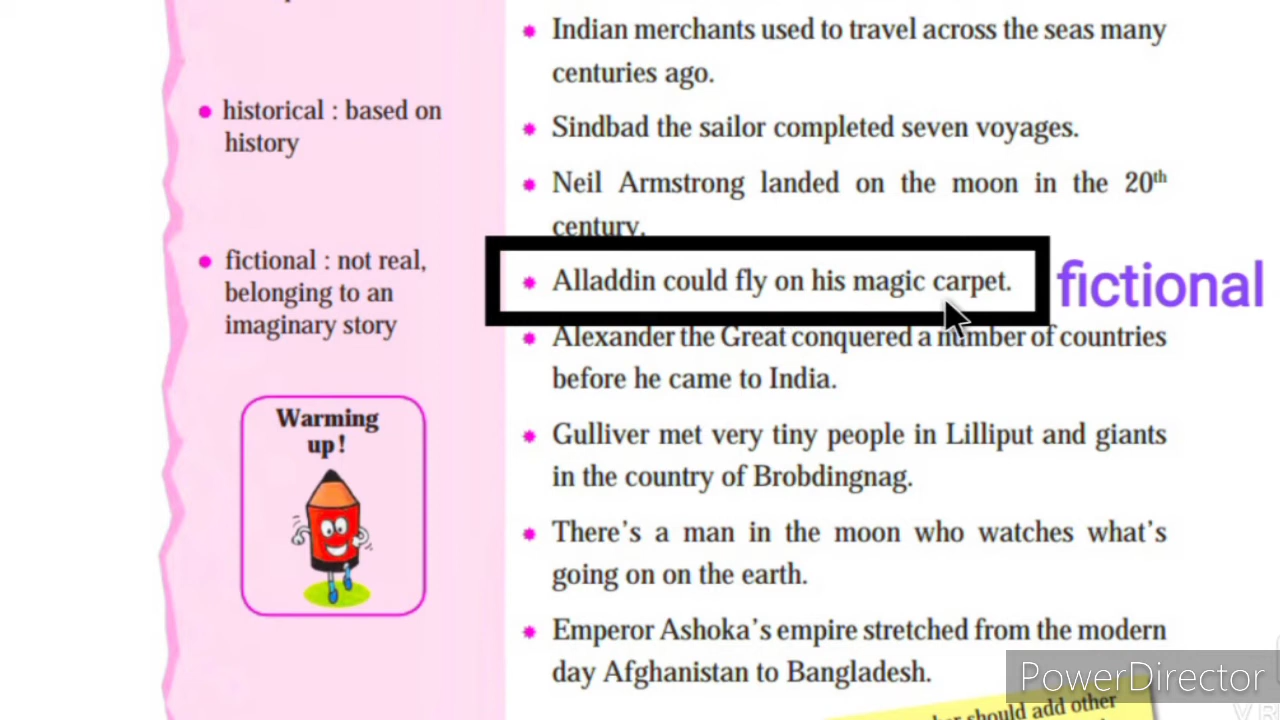 Indian merchants used to travel across the seas many
centuries ago.
historical : based on
history
Sindbad the sailor completed seven voyages.
Neil Armstrong landed on the moon in the 20th
century.
fictional : not real,
belonging to an
imaginary story
Alladdin could fly on his magic carpet.
fictional
Alexander the Great conquered a number of countries
before he came to India.
Warming
up!
Gulliver met very tiny people in Lilliput and giants
in the country of Brobdingnag.
There's a man in the moon who watches what's
going on on the earth.
Emperor Ashoka's empire stretched from the modern
day Afghanistan to Bangladesh.
should add other
PowerDirector